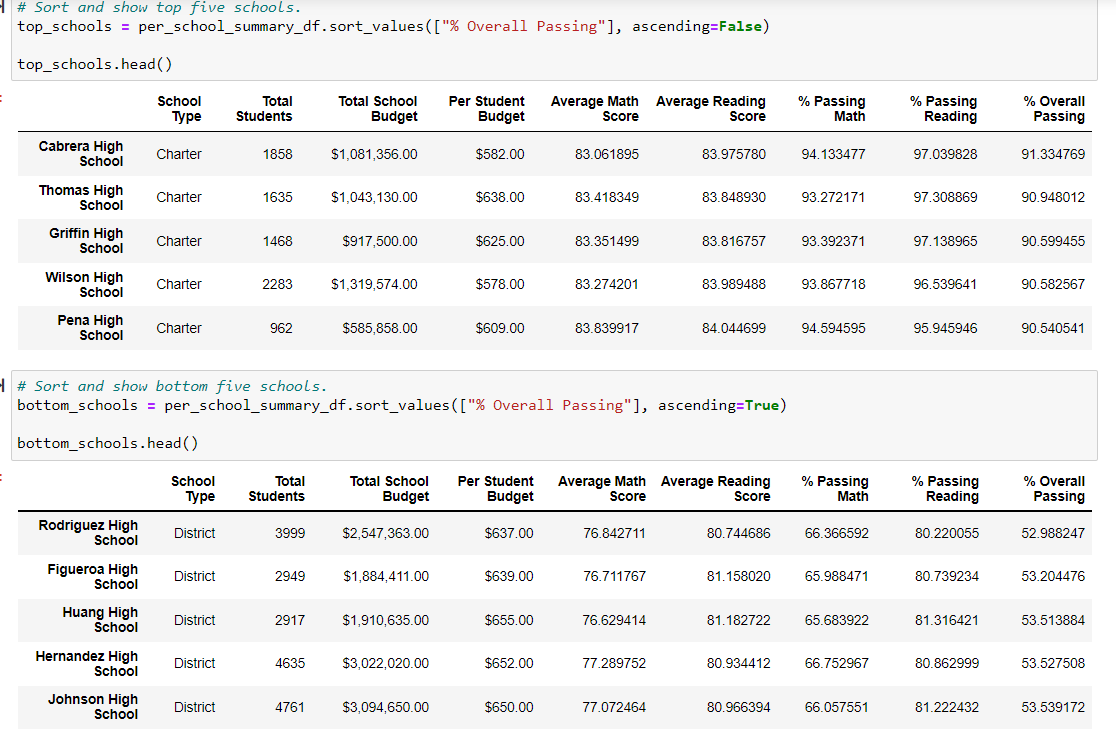 # Sort and show top five schools.
top_schools = per_school_summary_df.sort_values(["% Overall Passing"], ascending=False)
top_schools.head()
School Type Total Students Total School Budget Per Student Budget Average Math Score Average Reading Score % Passing Math % Passing Reading % Overall Passing
Cabrera High School Charter 1858 $1,081,356.00 $582.00 83.061895 83.975780 94.133477 97.039828 91.334769
Thomas High School Charter 1635 $1,043,130.00 $638.00 83.418349 83.848930 93.272171 97.308869 90.948012
Griffin High School Charter 1468 $917,500.00 $625.00 83.351499 83.816757 93.392371 97.138965 90.599455
Wilson High School Charter 2283 $1,319,574.00 $578.00 83.274201 83.989488 93.867718 96.539641 90.582567
Pena High School Charter 962 $585,858.00 $609.00 83.839917 84.044699 94.594595 95.945946 90.540541
# Sort and show bottom five schools.
bottom_schools = per_school_summary_df.sort_values(["% Overall Passing"], ascending=True)
bottom_schools.head()
School Type Total Students Total School Budget Per Student Budget Average Math Score Average Reading Score % Passing Math % Passing Reading % Overall Passing
Rodriguez High School District 3999 $2,547,363.00 $637.00 76.842711 80.744686 66.366592 80.220055 52.988247
Figueroa High School District 2949 $1,884,411.00 $639.00 76.711767 81.158020 65.988471 80.739234 53.204476
Huang High School District 2917 $1,910,635.00 $655.00 76.629414 81.182722 65.683922 81.316421 53.513884
Hernandez High School District 4635 $3,022,020.00 $652.00 77.289752 80.934412 66.752967 80.862999 53.527508
Johnson High School District 4761 $3,094,650.00 $650.00 77.072464 80.966394 66.057551 81.222432 53.539172